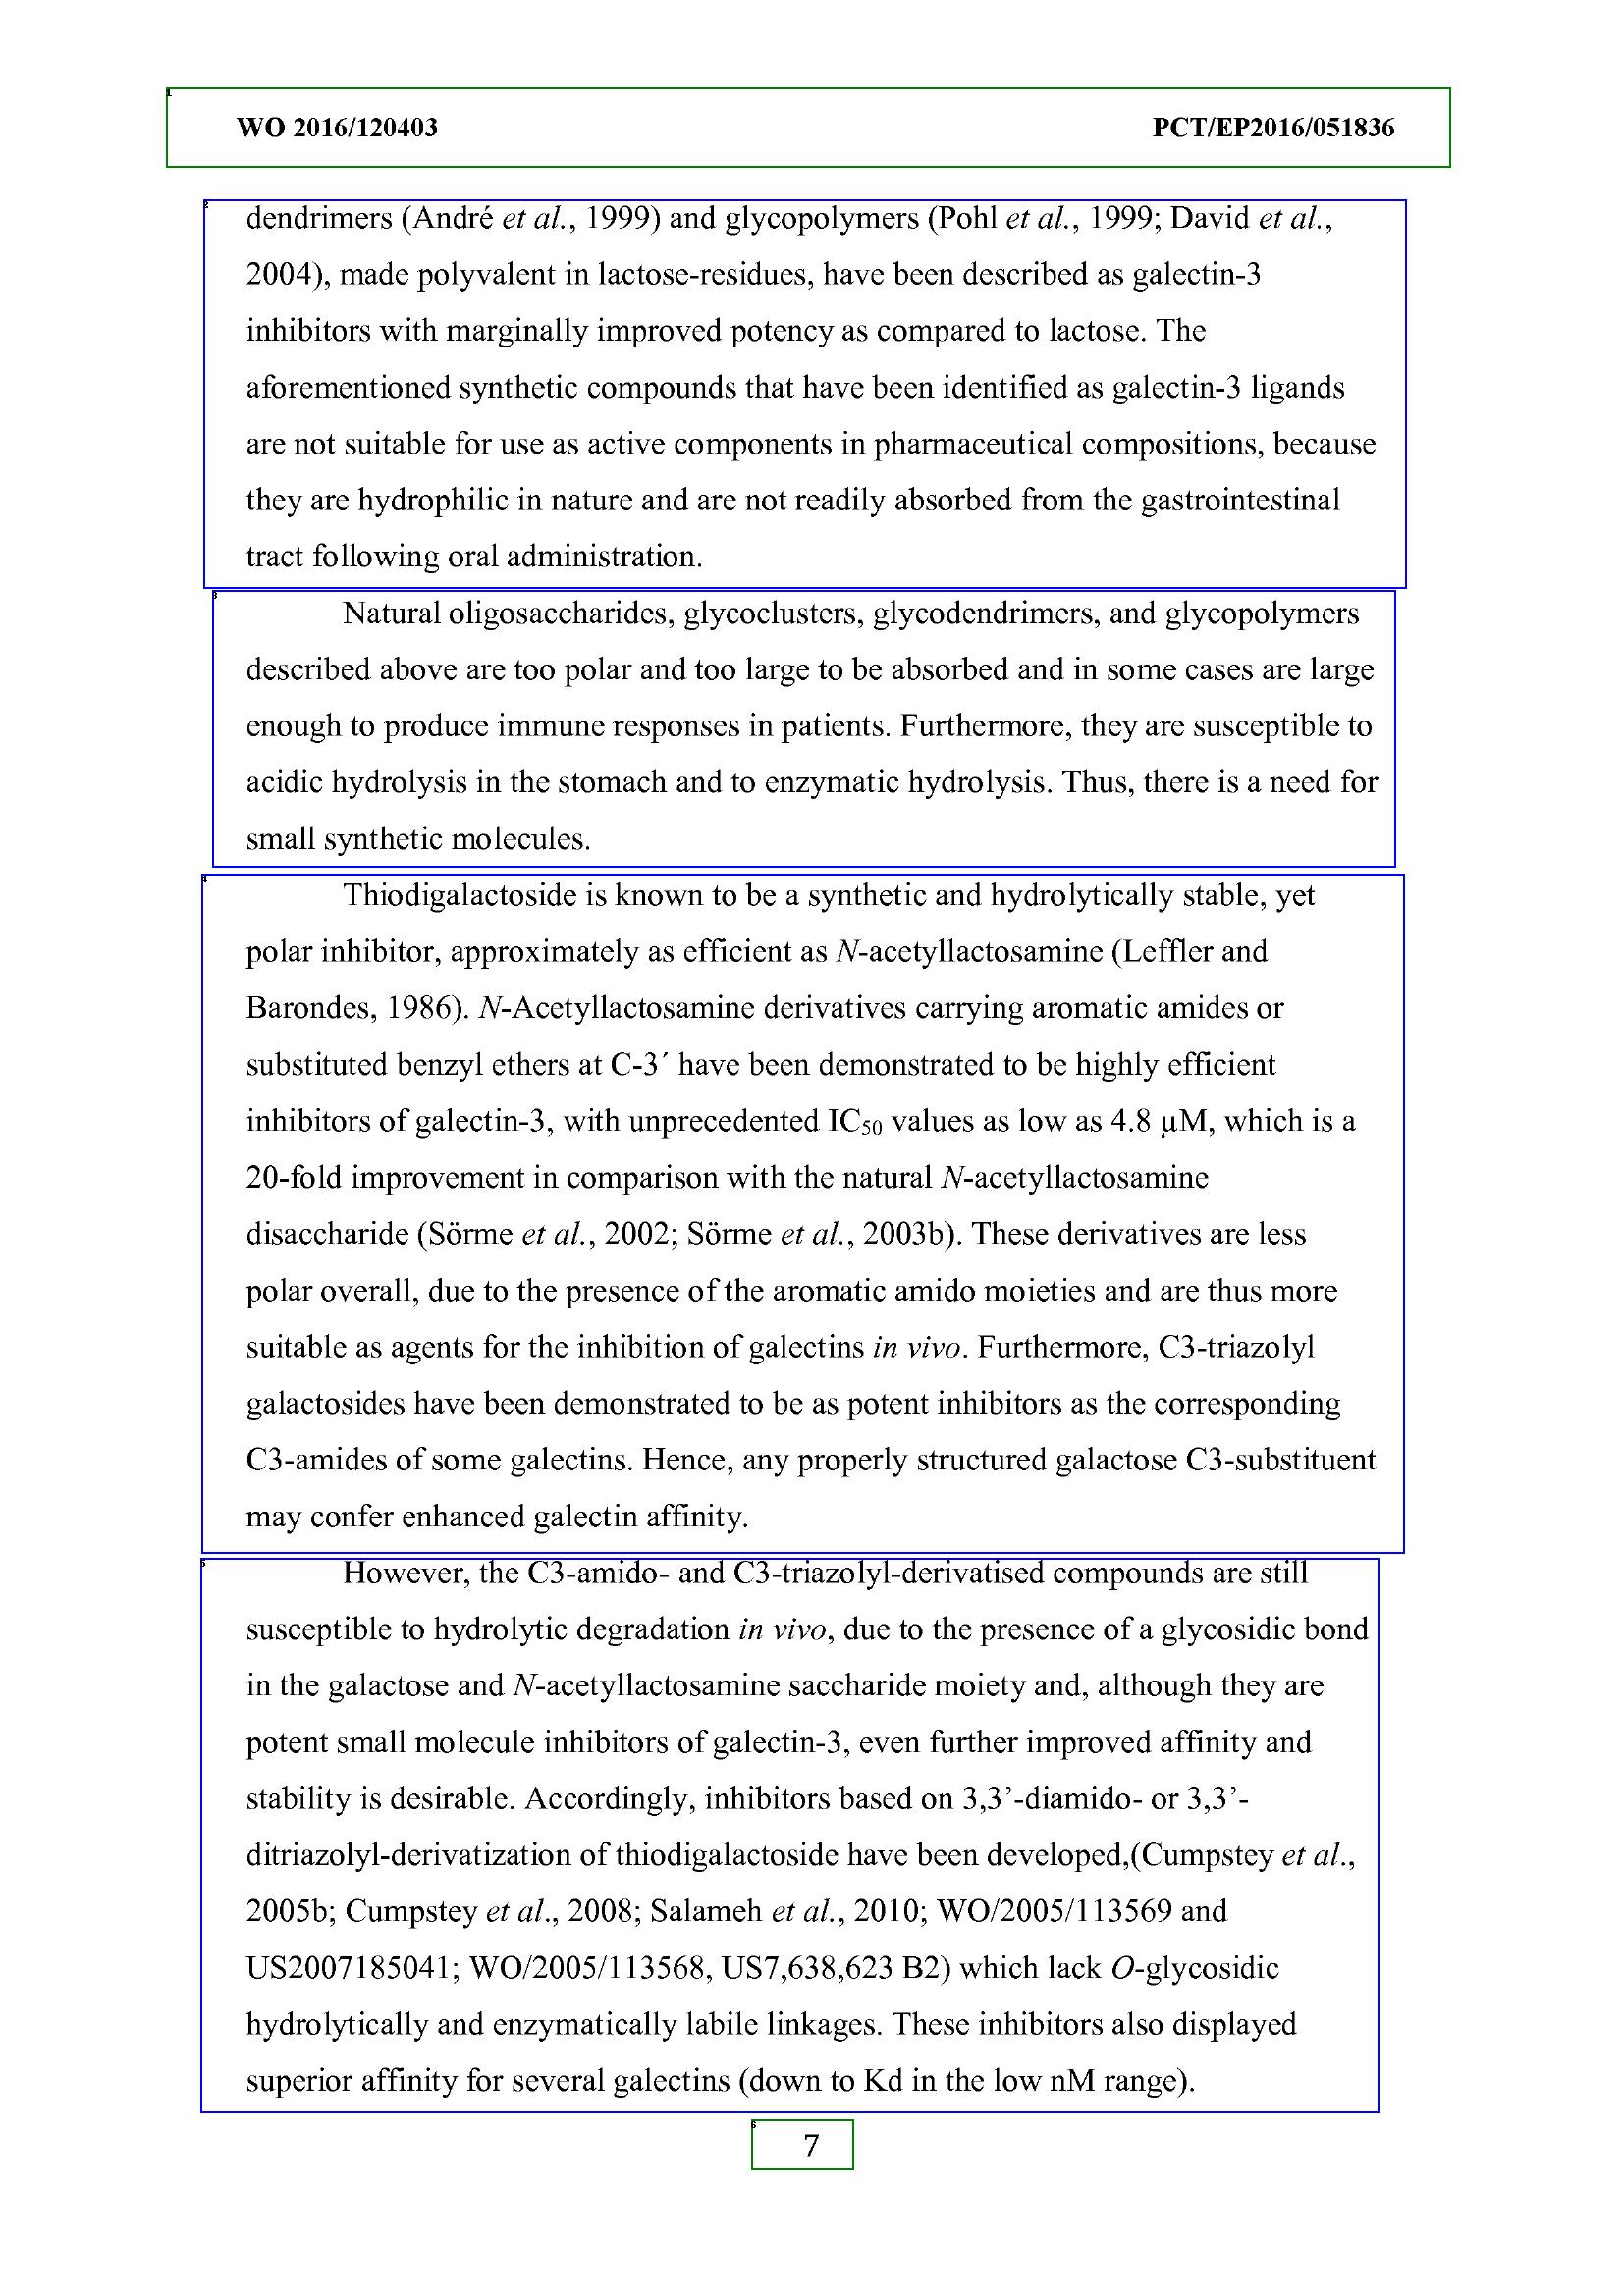 WO 2016/120403 PCT/EP2016/051836
dendrimers (André et al., 1999) and glycopolymers (Pohl et al., 1999; David et al.,
2004), made polyvalent in lactose-residues, have been described as galectin-3
inhibitors with marginally improved potency as compared to lactose. The
aforementioned synthetic compounds that have been identified as galectin-3 ligands
are not suitable for use as active components in pharmaceutical compositions, because
they are hydrophilic in nature and are not readily absorbed from the gastrointestinal
tract following oral administration.
Natural oligosaccharides, glycoclusters, glycodendrimers, and glycopolymers
described above are too polar and too large to be absorbed and in some cases are large
enough to produce immune responses in patients. Furthermore, they are susceptible to
acidic hydrolysis in the stomach and to enzymatic hydrolysis. Thus, there is a need for
small synthetic molecules.
Thiodigalactoside is known to be a synthetic and hydrolytically stable, yet
polar inhibitor, approximately as efficient as N-acetyllactosamine (Leffler and
Barondes, 1986). N-Acetyllactosamine derivatives carrying aromatic amides or
substituted benzyl ethers at C-3´ have been demonstrated to be highly efficient
inhibitors of galectin-3, with unprecedented IC50 values as low as 4.8 µM, which is a
20-fold improvement in comparison with the natural N-acetyllactosamine
disaccharide (Sörme et al., 2002; Sörme et al., 2003b). These derivatives are less
polar overall, due to the presence of the aromatic amido moieties and are thus more
suitable as agents for the inhibition of galectins in vivo. Furthermore, C3-triazolyl
galactosides have been demonstrated to be as potent inhibitors as the corresponding
C3-amides of some galectins. Hence, any properly structured galactose C3-substituent
may confer enhanced galectin affinity.
However, the C3-amido- and C3-triazolyl-derivatised compounds are still
susceptible to hydrolytic degradation in vivo, due to the presence of a glycosidic bond
in the galactose and N-acetyllactosamine saccharide moiety and, although they are
potent small molecule inhibitors of galectin-3, even further improved affinity and
stability is desirable. Accordingly, inhibitors based on 3,3’-diamido- or 3,3’-
ditriazolyl-derivatization of thiodigalactoside have been developed,(Cumpstey et al.,
2005b; Cumpstey et al., 2008; Salameh et al., 2010; WO/2005/113569 and
US2007185041; WO/2005/113568, US7,638,623 B2) which lack O-glycosidic
hydrolytically and enzymatically labile linkages. These inhibitors also displayed
superior affinity for several galectins (down to Kd in the low nM range).
7